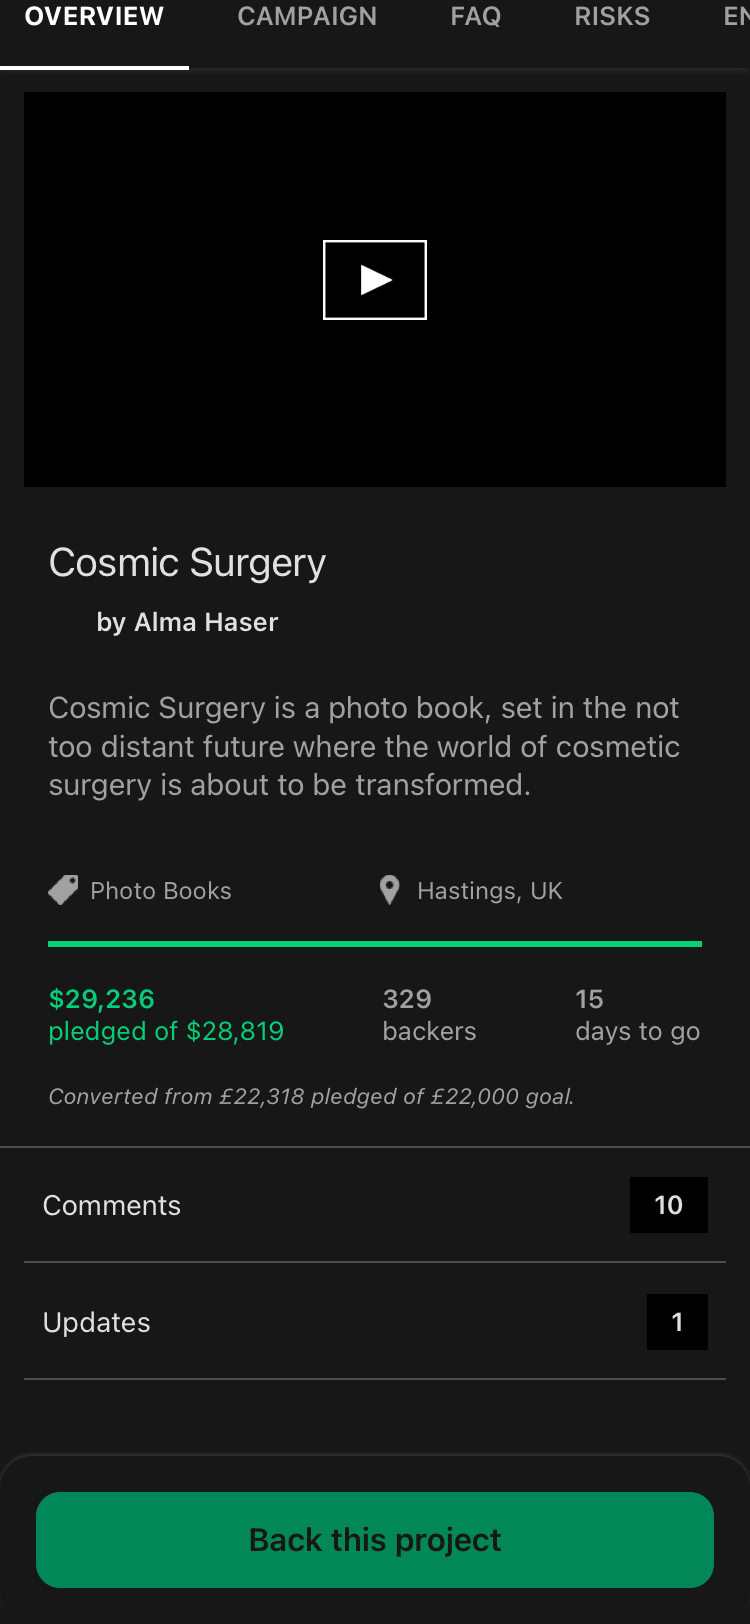 OVERVIEW CAMPAIGN FAQ RISKS EN
Cosmic Surgery
by Alma Haser
Cosmic Surgery is a photo book, set in the not
too distant future where the world of cosmetic
surgery is about to be transformed.
Photo Books Hastings, UK
$29,236 329 15
pledged of $28,819 backers days to go
Converted from £22,318 pledged of £22,000 goal.
Comments 10
Updates 1
Back this project